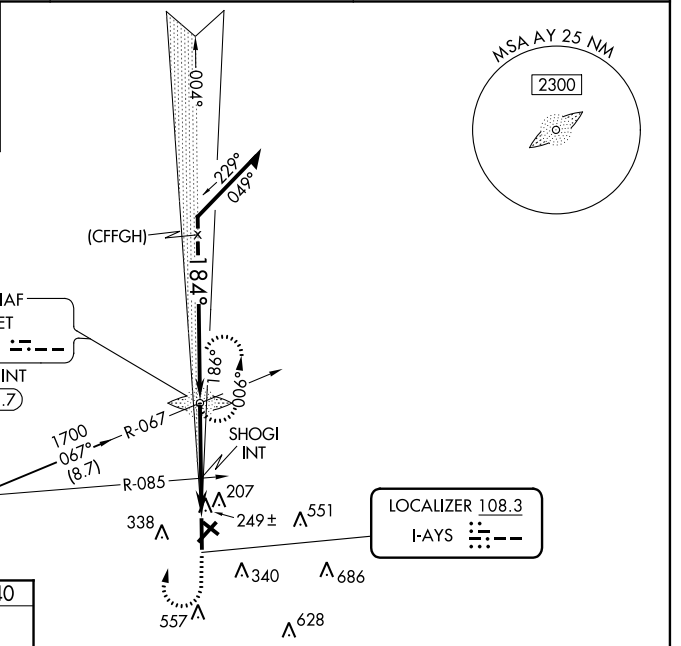 MSA AY 25 NM
2300
004°
229°
049°
(CFFGH)
184°
IAF
ET
INT
.7
186°
006°
1700
067°
(8.7)
R-067
SHOGI
INT
R-085
207
249±
551
338
LOCALIZER 108.3
I-AYS
340
686
557
628
40